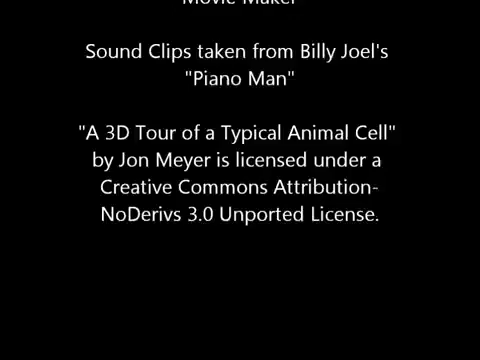 Movie Maker
Sound Clips taken from Billy Joel's
"Piano Man"
"A 3D Tour of a Typical Animal Cell"
by Jon Meyer is licensed under a
Creative Commons Attribution-
NoDerivs 3.0 Unported License.